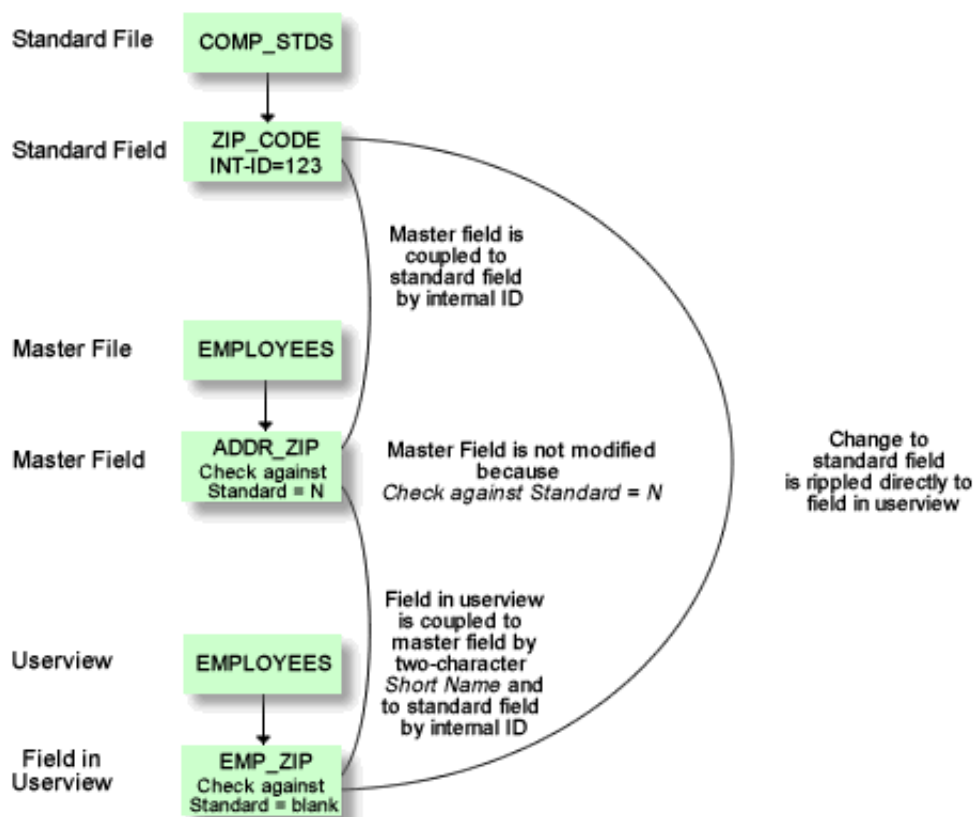 Standard File
COMP_STDS
Standard Field
ZIP_CODE
INT-ID=123
Master field is
coupled to
standard field
by internal ID
Master File
EMPLOYEES
Master Field
ADDR_ZIP
Check against
Standard = N
Master Field is not modified
because
Check against Standard = N
Change to
standard field
is rippled directly to
field in userview
Field in userview
is coupled to
master field by
two-character
Short Name and
to standard field
by internal ID
Userview
EMPLOYEES
Field in
Userview
EMP_ZIP
Check against
Standard = blank